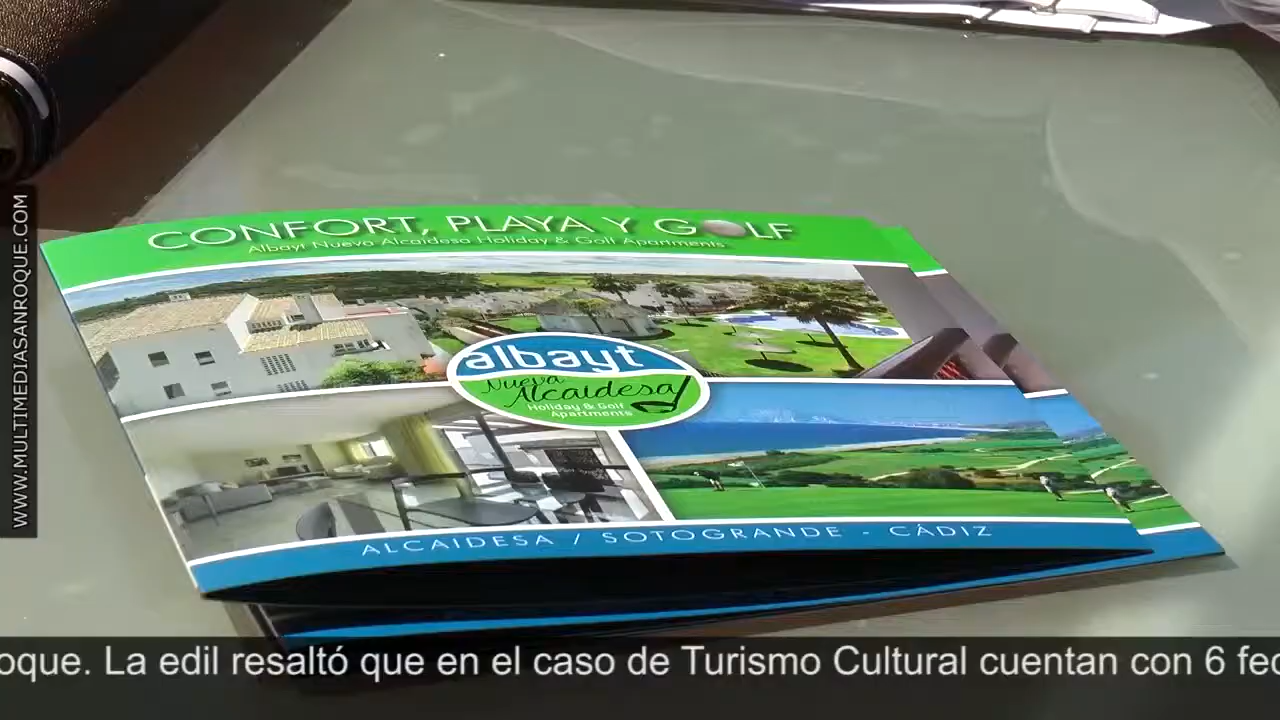 WWW.MULTIMEDIASANROQUE.COM
CONFORT, PLAYA Y GOLF
Albayt Nueva Alcaidesa Holiday & Golf Apartments
albayt
Nueva
Alcaidesa
Holiday & Golf
Apartments
ALCAIDESA / SOTOGRANDE - CÁDIZ
oque. La edil resaltó que en el caso de Turismo Cultural cuentan con 6 fec